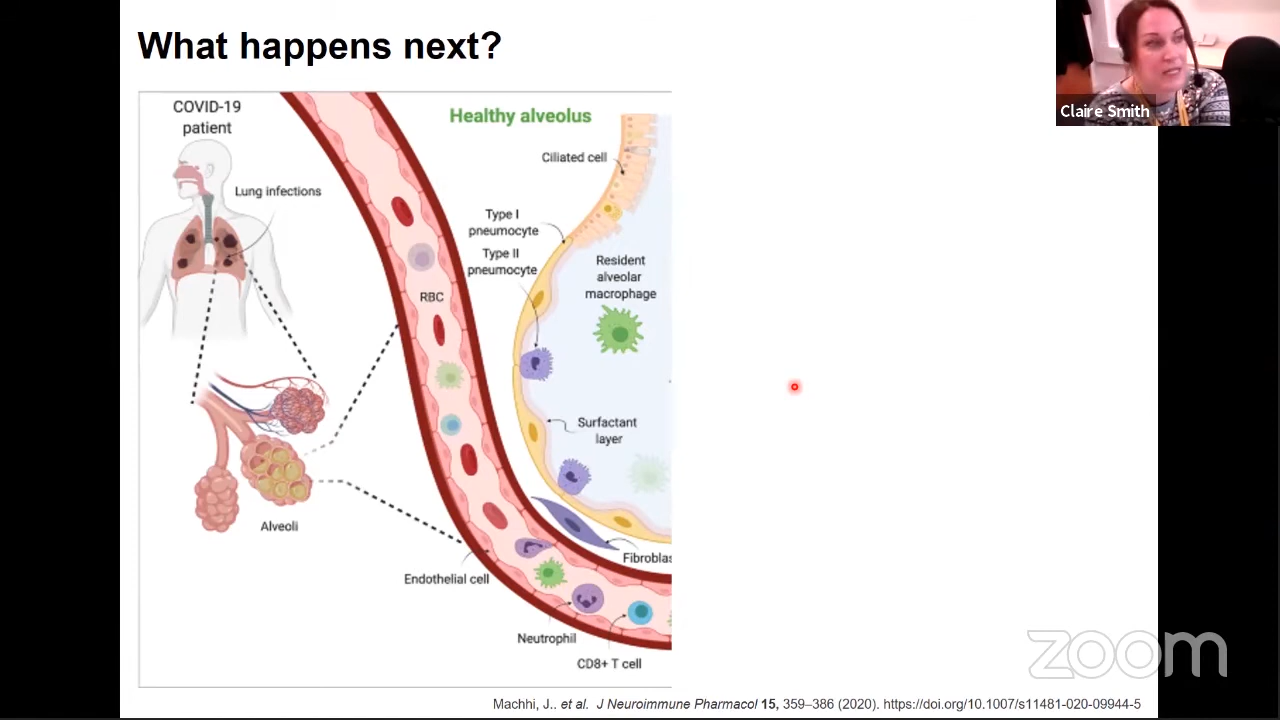 What happens next?
Claire Smith
COVID-19
patient
Healthy alveolus
Ciliated cell
Lung infections
Type I
pneumocyte
Type II
pneumocyte
Resident
alveolar
macrophage
RBC
Surfactant
layer
Alveoli
Fibroblas
Endothelial cell
Neutrophil
CD8+ T cell
zoom
Machhi, J.. et al. J Neuroimmune Pharmacol 15, 359–386 (2020). https://doi.org/10.1007/s11481-020-09944-5